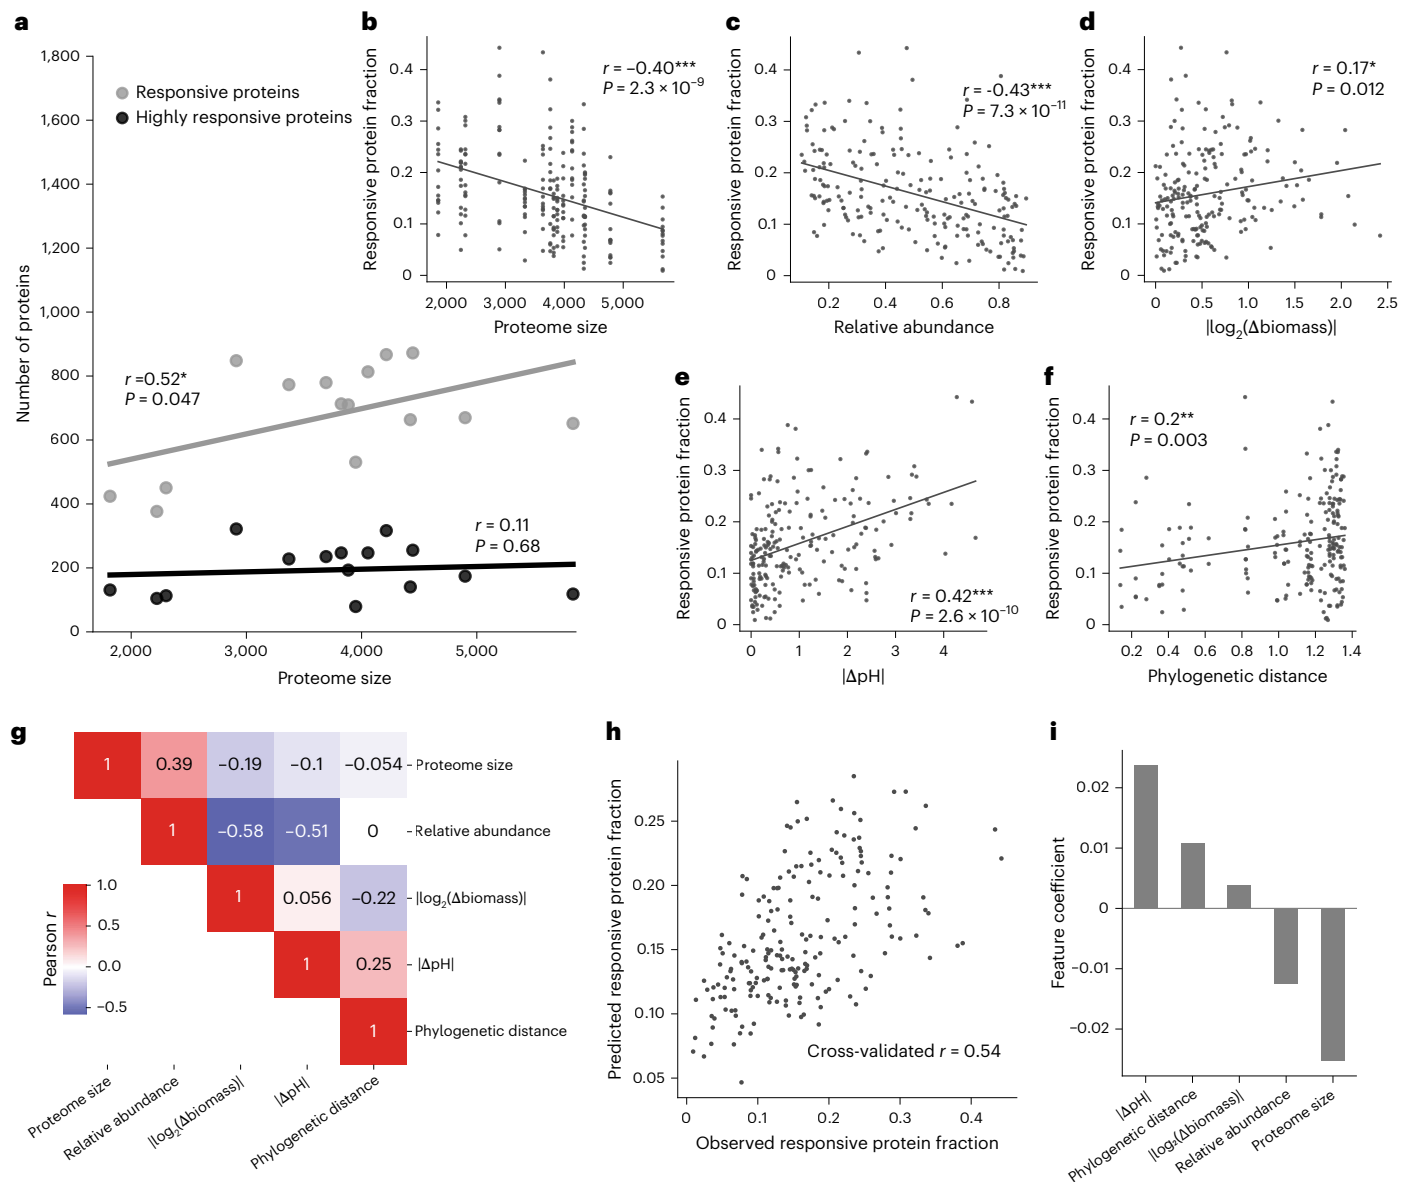 a
1,800
1,600
1,400
1,200
1,000
800
600
400
200
0
Number of proteins
Responsive proteins
Highly responsive proteins
r =0.52*
P = 0.047
r = 0.11
P = 0.68
2,000
3,000
4,000
5,000
Proteome size
b
Responsive protein fraction
0.4
0.3
0.2
0.1
0
r = −0.40***
P = 2.3 × 10⁻⁹
2,000
3,000
4,000
5,000
Proteome size
c
Responsive protein fraction
0.4
0.3
0.2
0.1
0
r = -0.43***
P = 7.3 × 10⁻¹¹
0.2
0.4
0.6
0.8
Relative abundance
d
Responsive protein fraction
0.4
0.3
0.2
0.1
0
r = 0.17*
P = 0.012
0
0.5
1.0
1.5
2.0
2.5
|log₂(Δbiomass)|
e
Responsive protein fraction
0.4
0.3
0.2
0.1
0
r = 0.42***
P = 2.6 × 10⁻¹⁰
0
1
2
3
4
|ΔpH|
f
Responsive protein fraction
0.4
0.3
0.2
0.1
0
r = 0.2**
P = 0.003
0.2
0.4
0.6
0.8
1.0
1.2
1.4
Phylogenetic distance
g
1
0.39
−0.19
−0.1
−0.054
Proteome size
1
−0.58
−0.51
0
Relative abundance
1
0.056
−0.22
|log₂(Δbiomass)|
1
0.25
|ΔpH|
1
Phylogenetic distance
Pearson r
1.0
0.5
0.0
−0.5
Proteome size
Relative abundance
|log₂(Δbiomass)|
|ΔpH|
Phylogenetic distance
h
Predicted responsive protein fraction
0.25
0.20
0.15
0.10
0.05
Cross-validated r = 0.54
0
0.1
0.2
0.3
0.4
Observed responsive protein fraction
i
Feature coefficient
0.02
0.01
0
−0.01
−0.02
|ΔpH|
Phylogenetic distance
|log₂(Δbiomass)|
Relative abundance
Proteome size